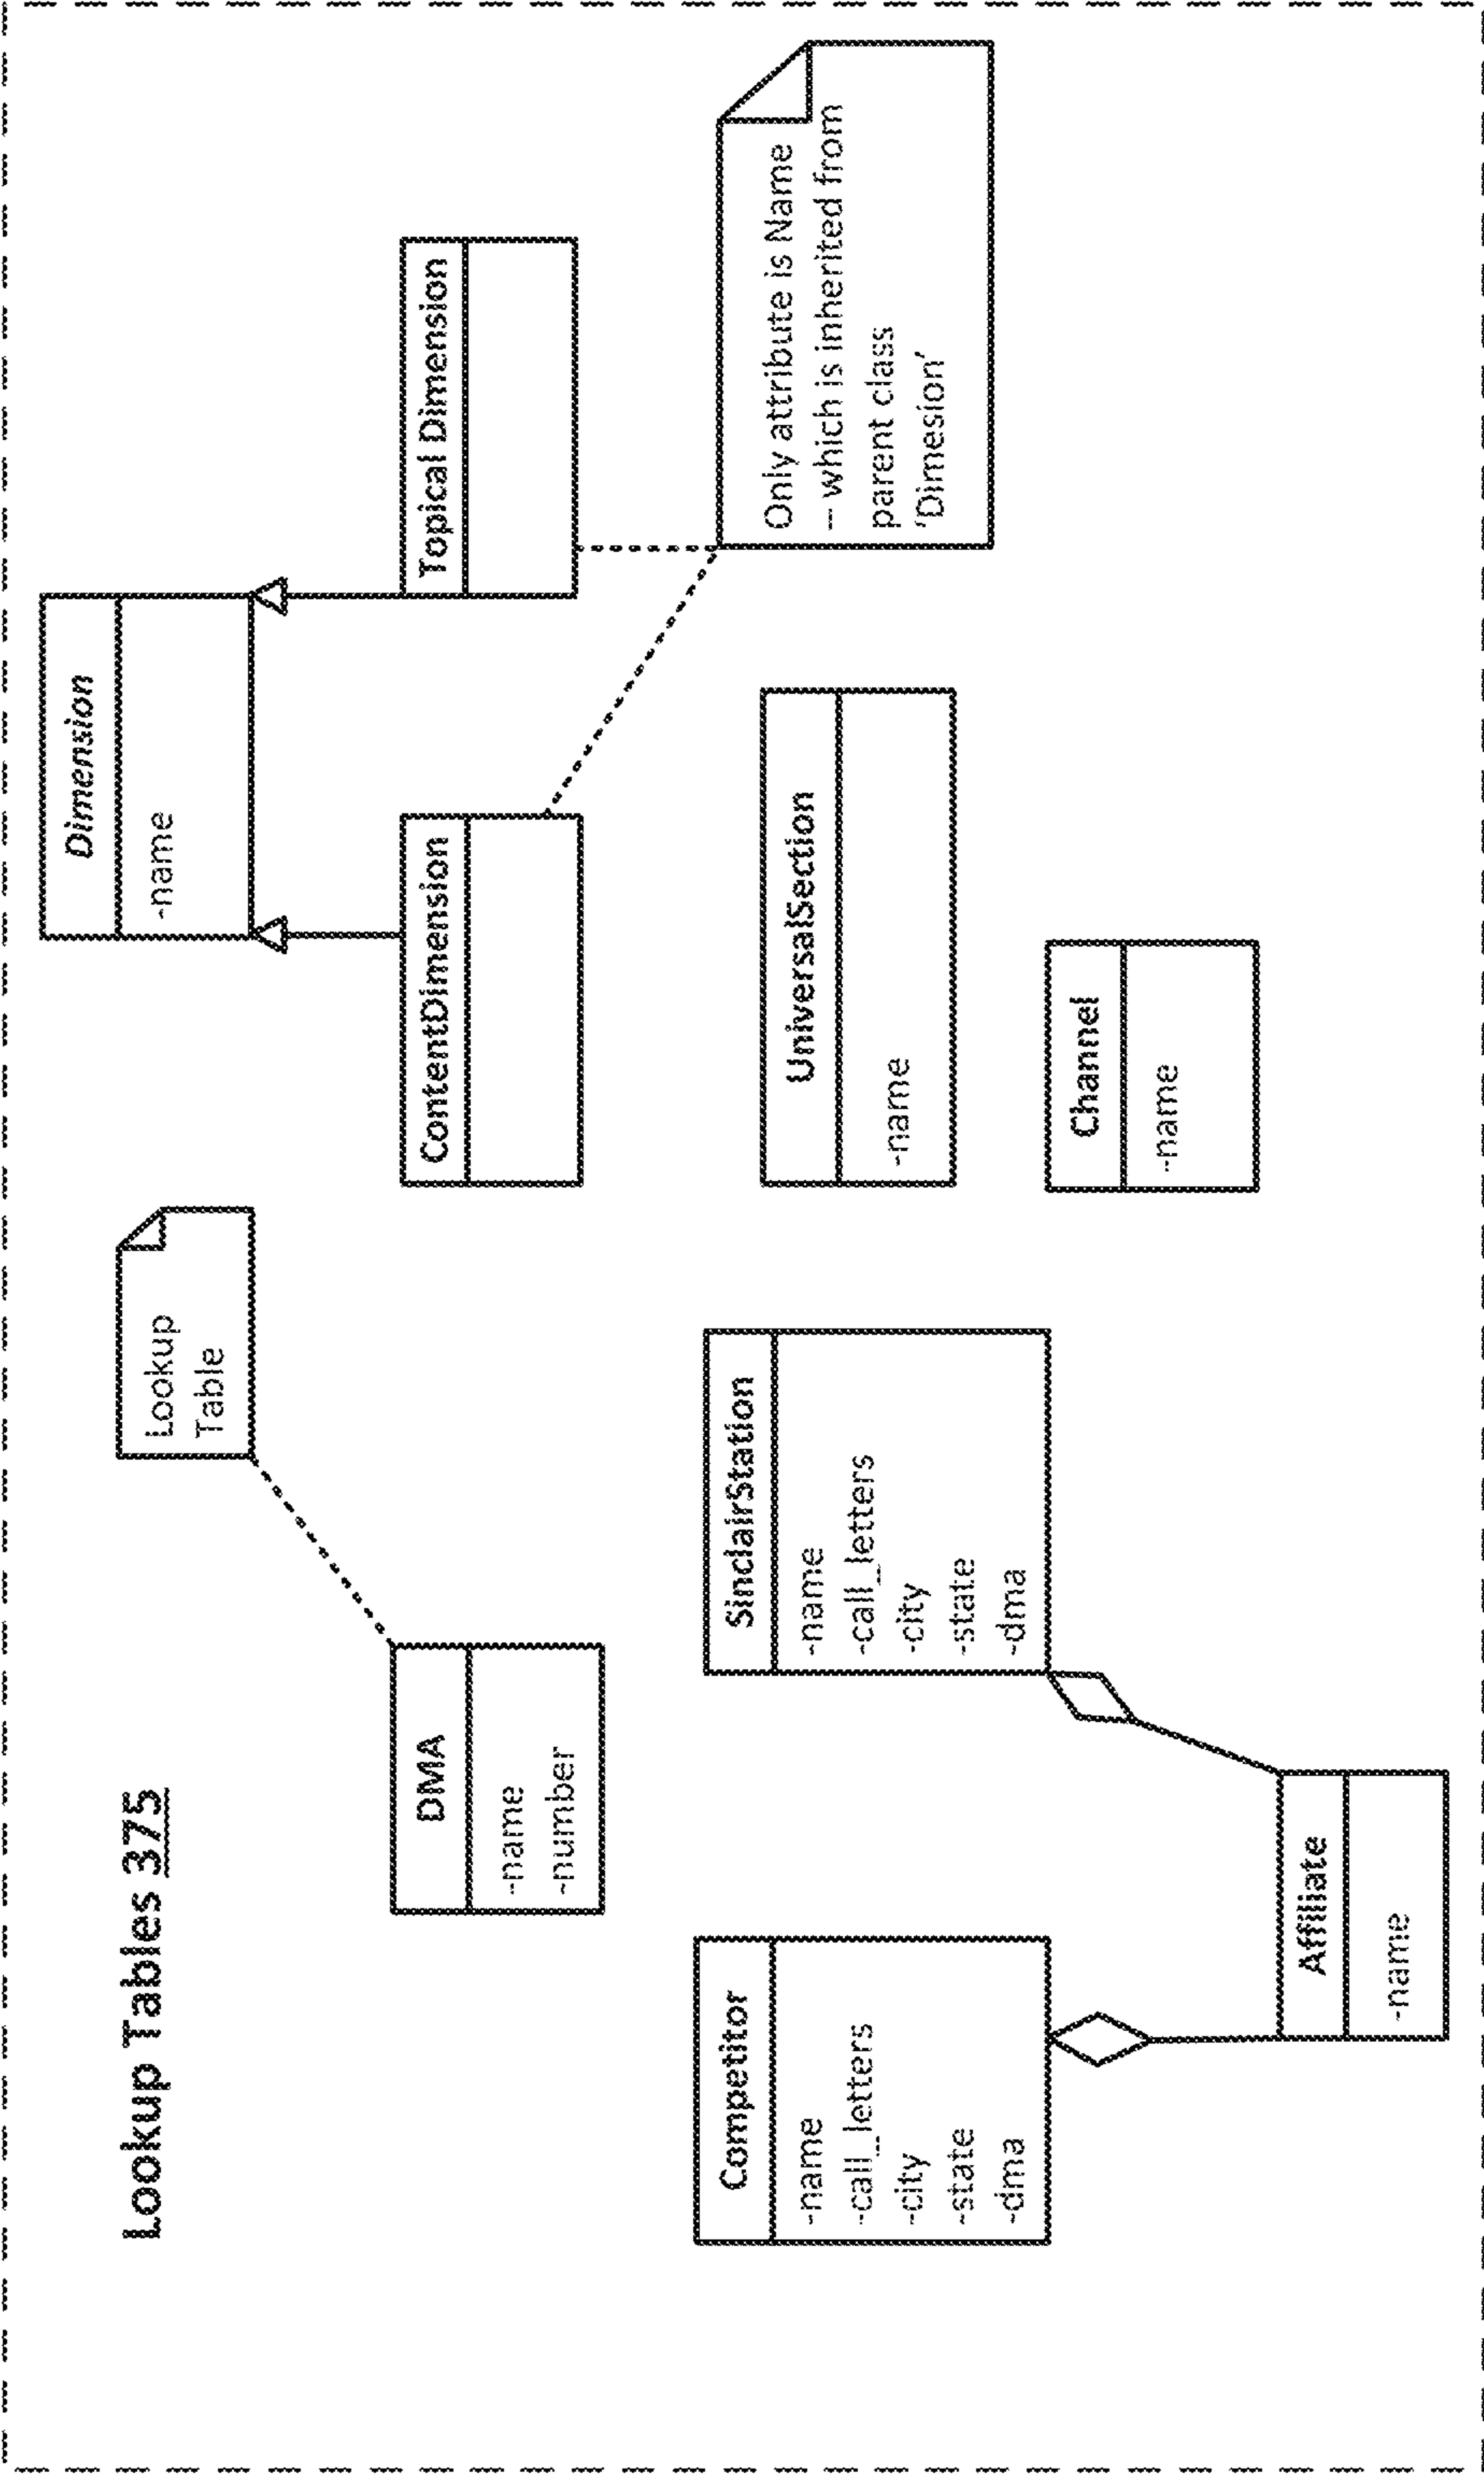 Lookup Tables 375
Lookup
Table
Dimension
-name
DMA
-name
-number
ContentDimension
Topical Dimension
Competitor
-name
-call_letters
-city
-state
-dma
SinclairStation
-name
-call_letters
-city
-state
-dma
UniversalSection
-name
Only attribute is Name
– which is inherited from
parent class
‘Dimesion’
Channel
-name
Affiliate
-name